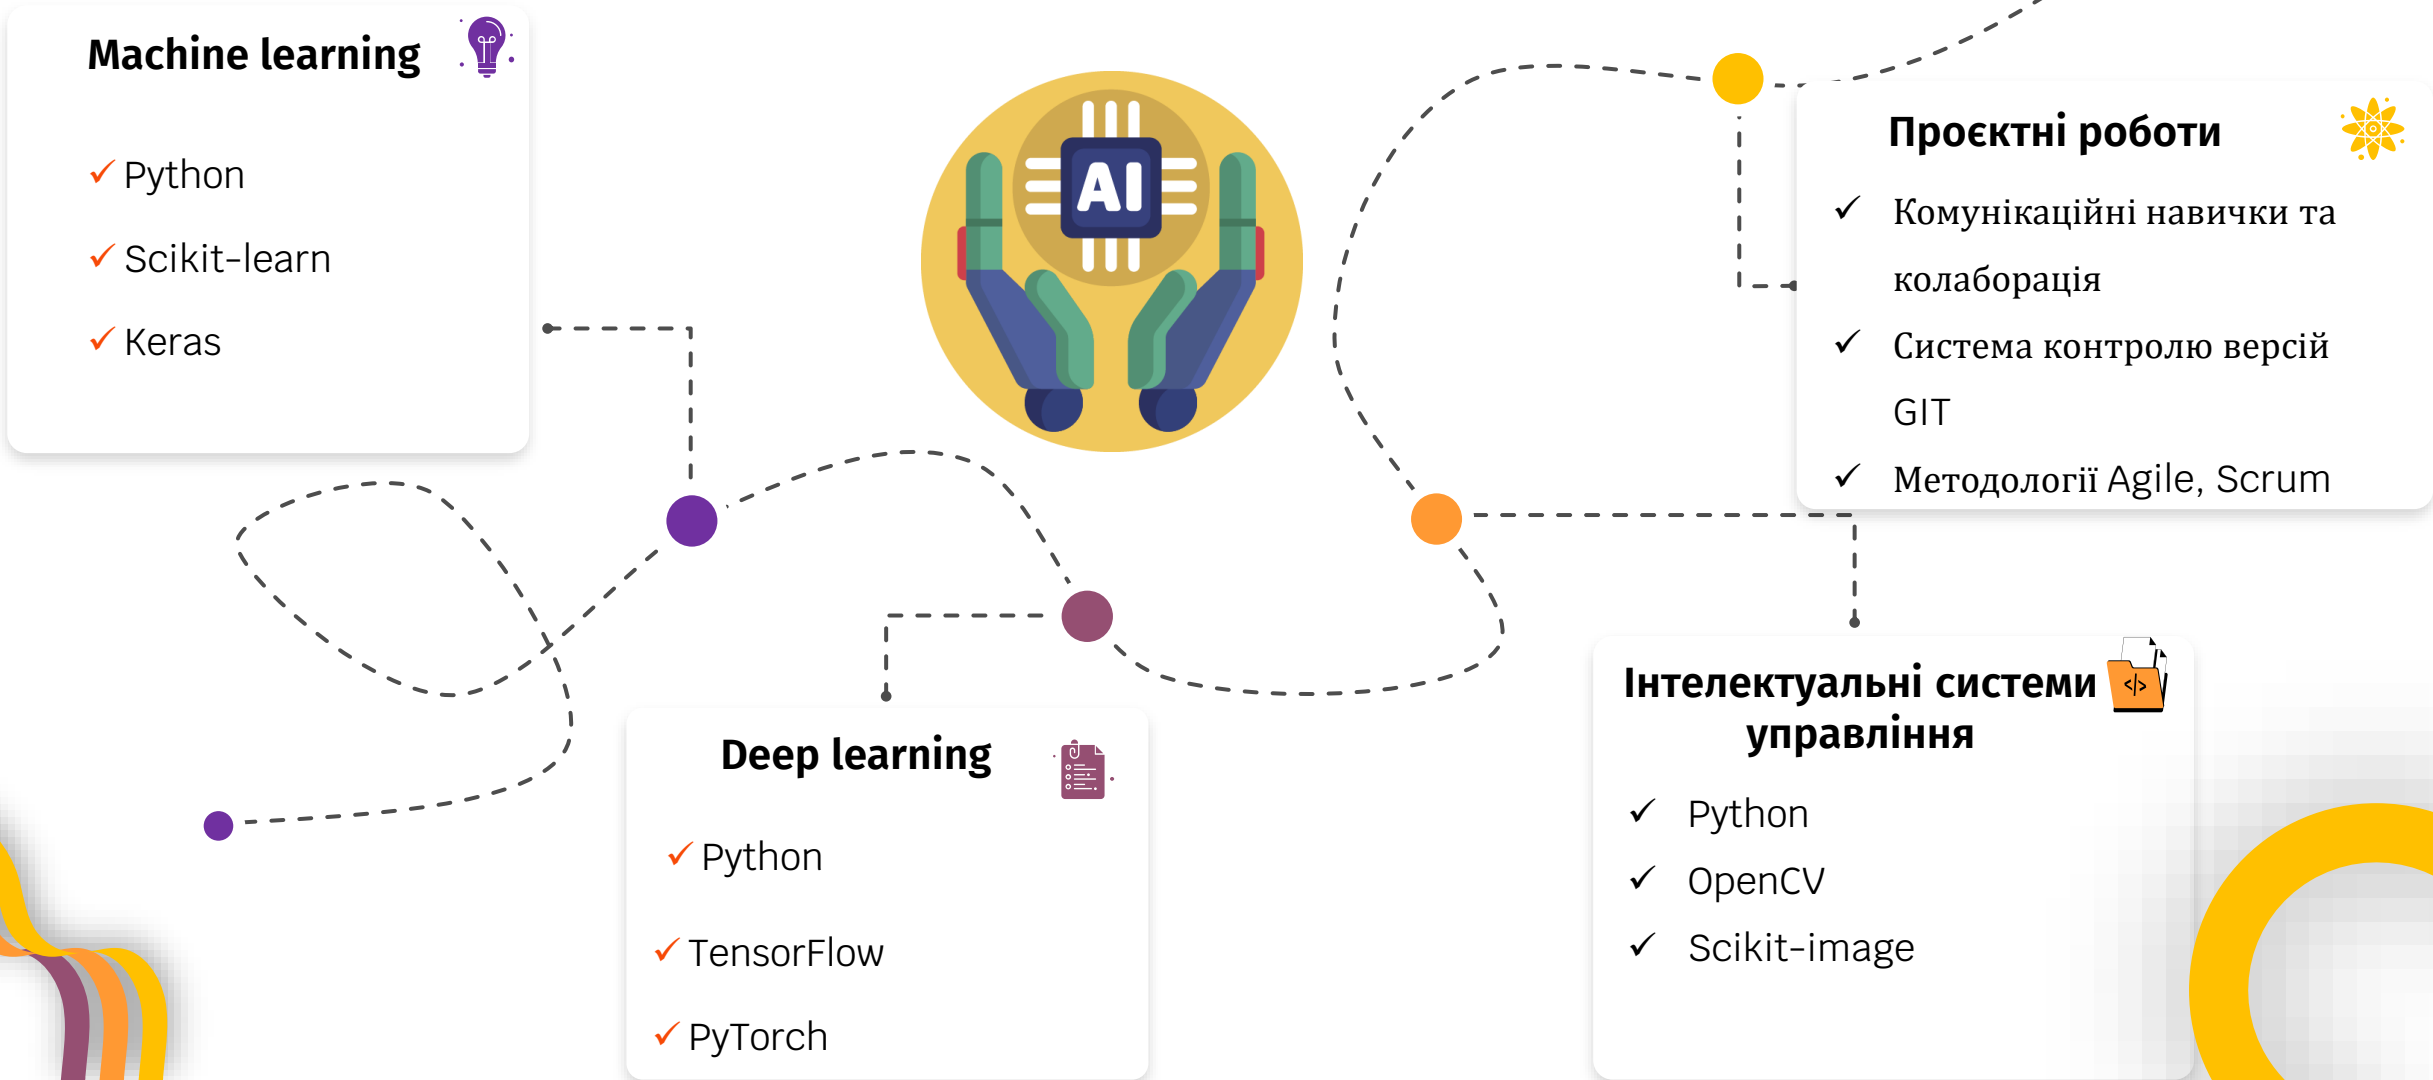 Machine learning
Python
Scikit-learn
Keras
AI
Проєктні роботи
Комунікаційні навички та
колаборація
Система контролю версій
GIT
Методології Agile, Scrum
Deep learning
Python
TensorFlow
PyTorch
Інтелектуальні системи
управління
</>
Python
OpenCV
Scikit-image